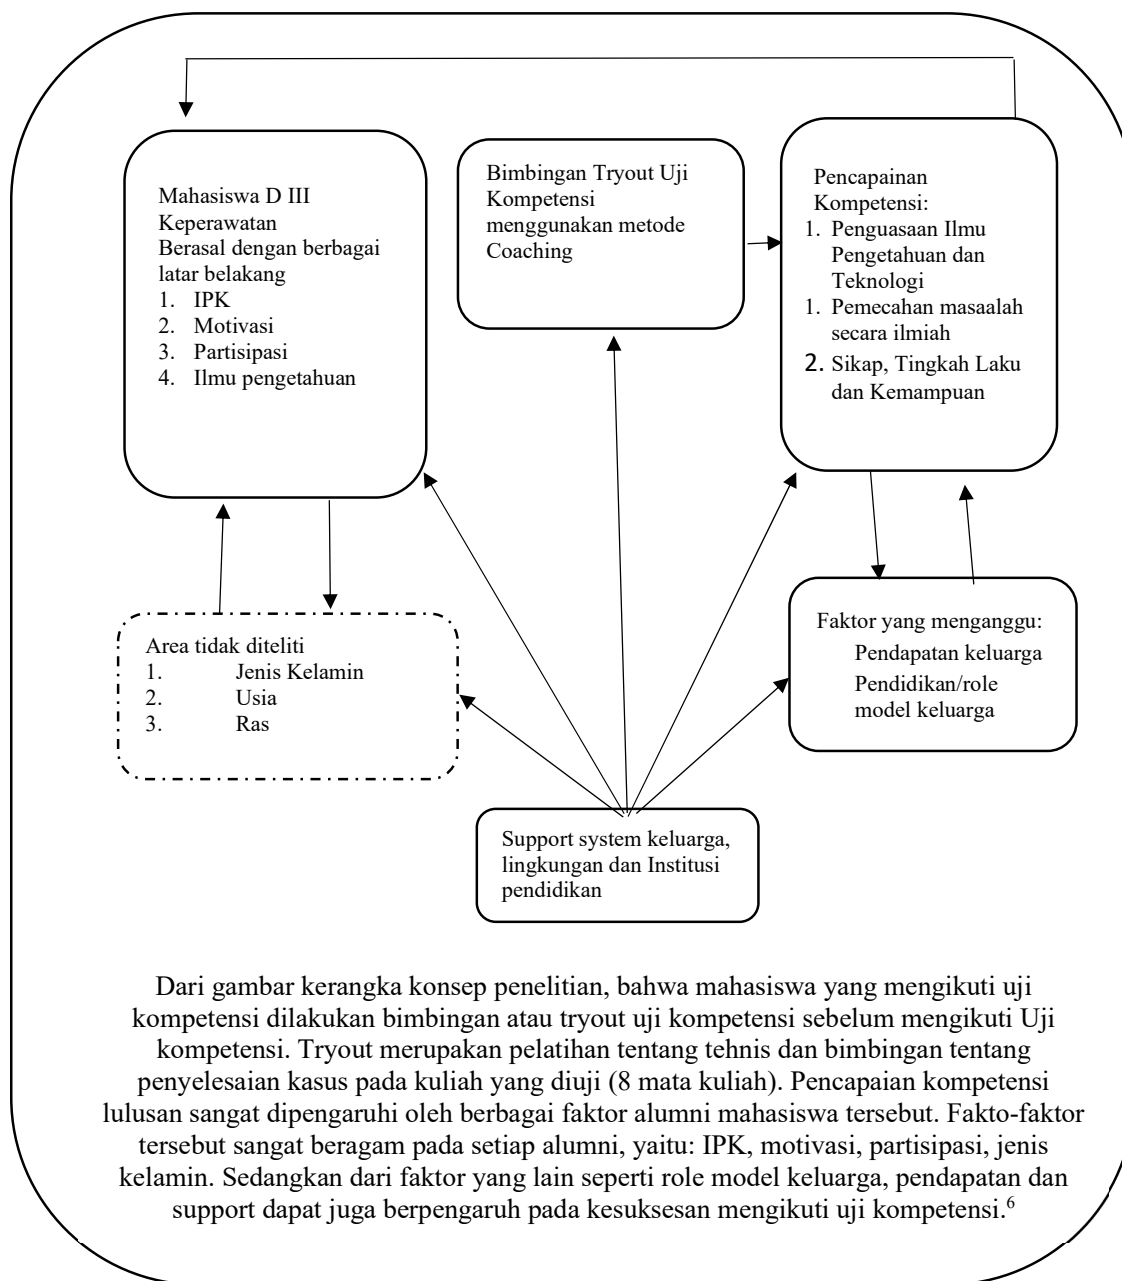 Mahasiswa D III
Keperawatan
Berasal dengan berbagai
latar belakang
1. IPK
2. Motivasi
3. Partisipasi
4. Ilmu pengetahuan
Bimbingan Tryout Uji
Kompetensi
menggunakan metode
Coaching
Pencapainan
Kompetensi:
1. Penguasaan Ilmu
Pengetahuan dan
Teknologi
1. Pemecahan masaalah
secara ilmiah
2. Sikap, Tingkah Laku
dan Kemampuan
Area tidak diteliti
1. Jenis Kelamin
2. Usia
3. Ras
Faktor yang menganggu:
Pendapatan keluarga
Pendidikan/role
model keluarga
Support system keluarga,
lingkungan dan Institusi
pendidikan
Dari gambar kerangka konsep penelitian, bahwa mahasiswa yang mengikuti uji
kompetensi dilakukan bimbingan atau tryout uji kompetensi sebelum mengikuti Uji
kompetensi. Tryout merupakan pelatihan tentang tehnis dan bimbingan tentang
penyelesaian kasus pada kuliah yang diuji (8 mata kuliah). Pencapaian kompetensi
lulusan sangat dipengaruhi oleh berbagai faktor alumni mahasiswa tersebut. Fakto-faktor
tersebut sangat beragam pada setiap alumni, yaitu: IPK, motivasi, partisipasi, jenis
kelamin. Sedangkan dari faktor yang lain seperti role model keluarga, pendapatan dan
support dapat juga berpengaruh pada kesuksesan mengikuti uji kompetensi.⁶